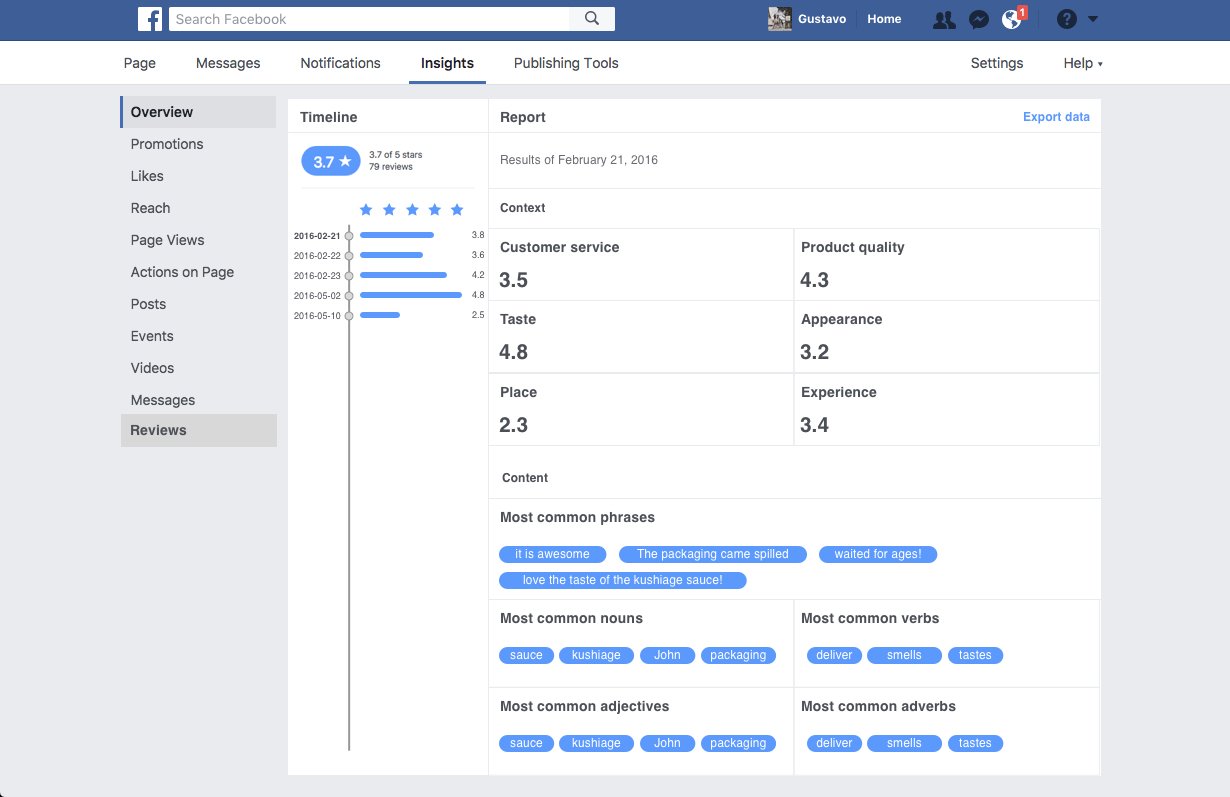 f Search Facebook Gustavo Home 1 ?
Page Messages Notifications Insights Publishing Tools Settings Help
Overview
Promotions
Likes
Reach
Page Views
Actions on Page
Posts
Events
Videos
Messages
Reviews
Timeline
3.7 ★ 3.7 of 5 stars
79 reviews
2016-02-21 3.8
2016-02-22 3.6
2016-02-23 4.2
2016-05-02 4.8
2016-05-10 2.5
Report Export data
Results of February 21, 2016
Context
Customer service Product quality
3.5 4.3
Taste Appearance
4.8 3.2
Place Experience
2.3 3.4
Content
Most common phrases
it is awesome The packaging came spilled waited for ages!
love the taste of the kushiage sauce!
Most common nouns Most common verbs
sauce kushiage John packaging deliver smells tastes
Most common adjectives Most common adverbs
sauce kushiage John packaging deliver smells tastes